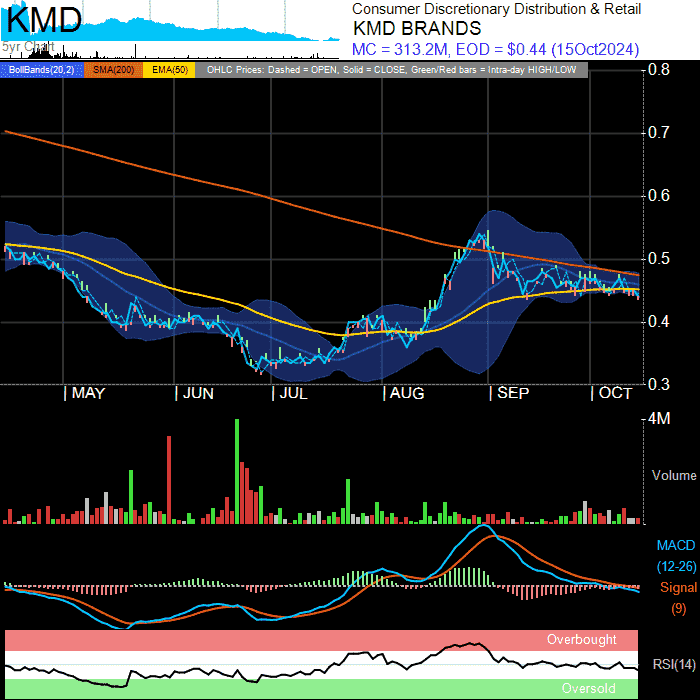 KMD
5yr Chart
Consumer Discretionary Distribution & Retail
KMD BRANDS
MC = 313.2M, EOD = $0.44 (15Oct2024)
BollBands(20,2) SMA(200) EMA(50) OHLC Prices: Dashed = OPEN, Solid = CLOSE, Green/Red bars = Intra-day HIGH/LOW
0.8
0.7
0.6
0.5
0.4
0.3
| MAY | JUN | JUL | AUG | SEP | OCT
4M
Volume
MACD
(12-26)
Signal
(9)
Overbought
RSI(14)
Oversold